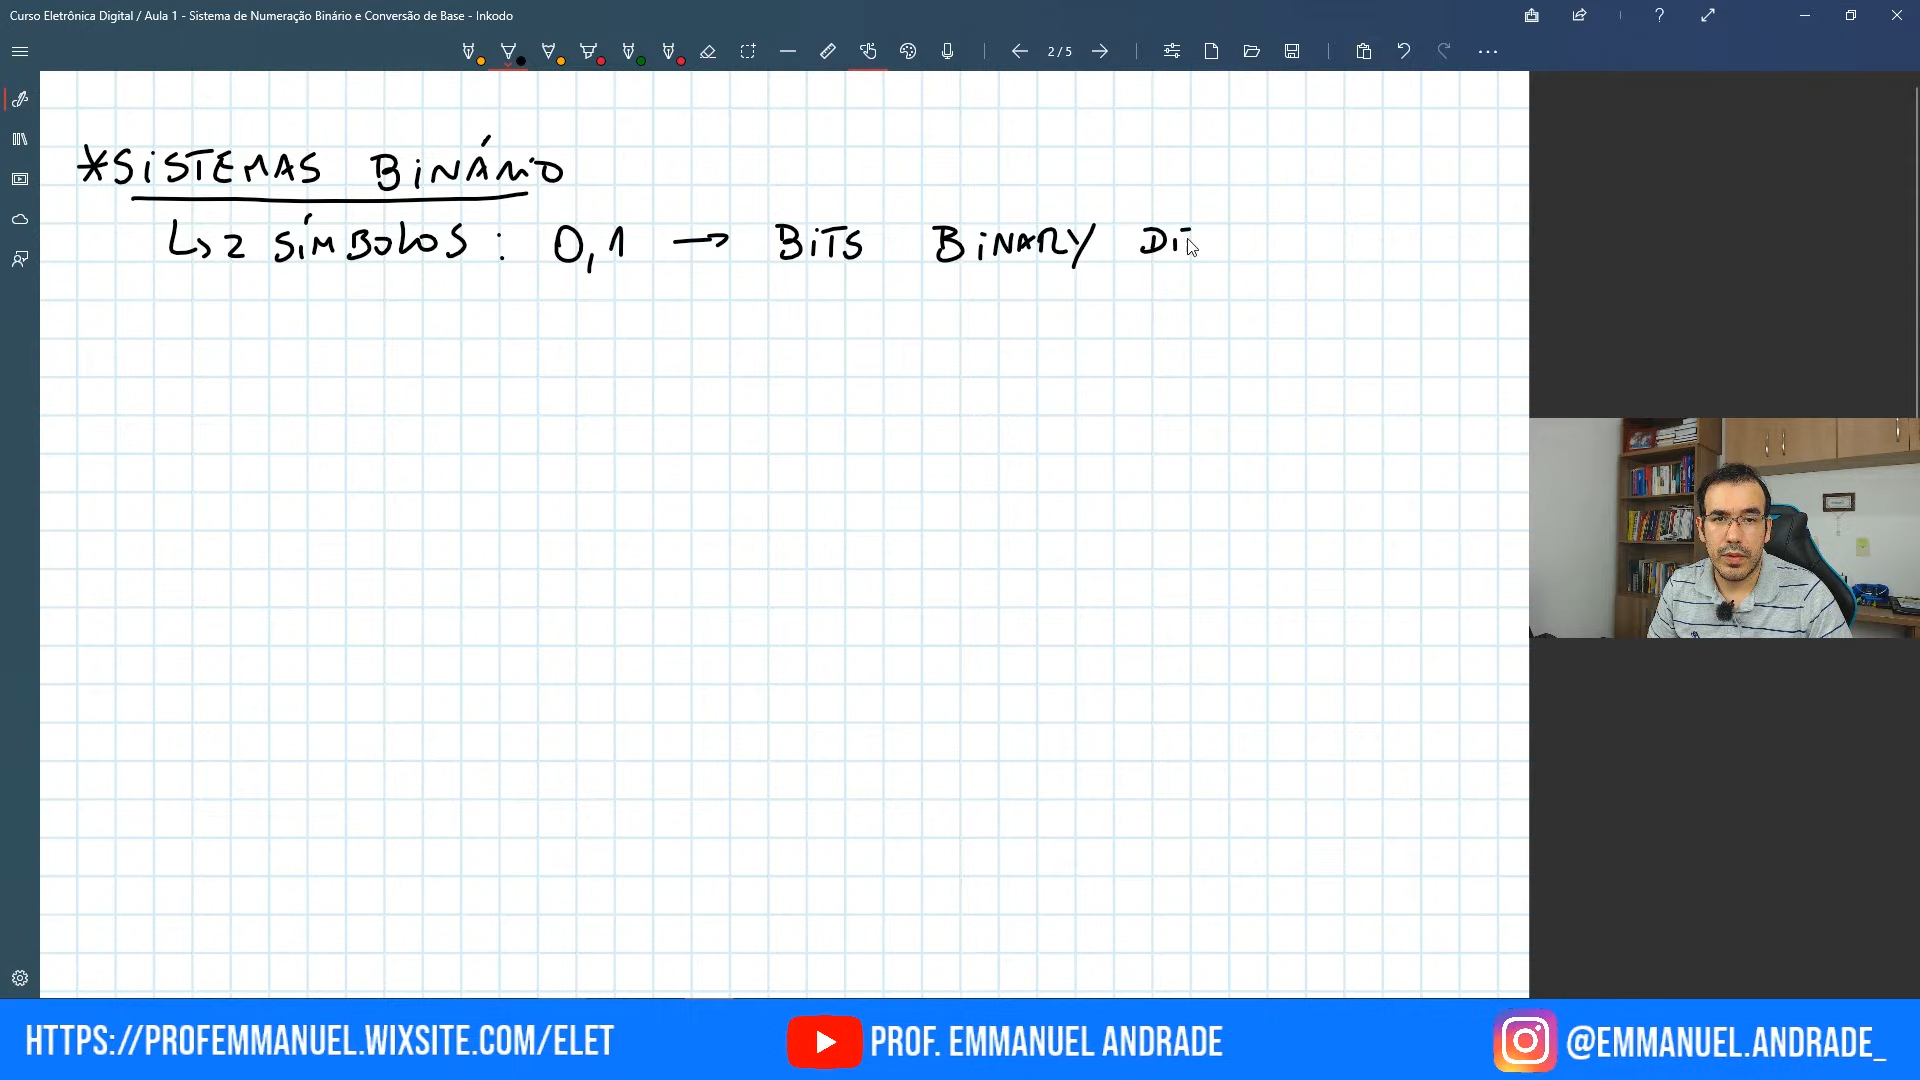 Curso Eletrônica Digital / Aula 1 - Sistema de Numeração Binário e Conversão de Base - Inkodo
2/5
*SISTEMAS BINÁRIO
↳ 2 SÍMBOLOS : 0,1 → BITS BINARY DI
HTTPS://PROFEMMANUEL.WIXSITE.COM/ELET
PROF. EMMANUEL ANDRADE
@EMMANUEL.ANDRADE_